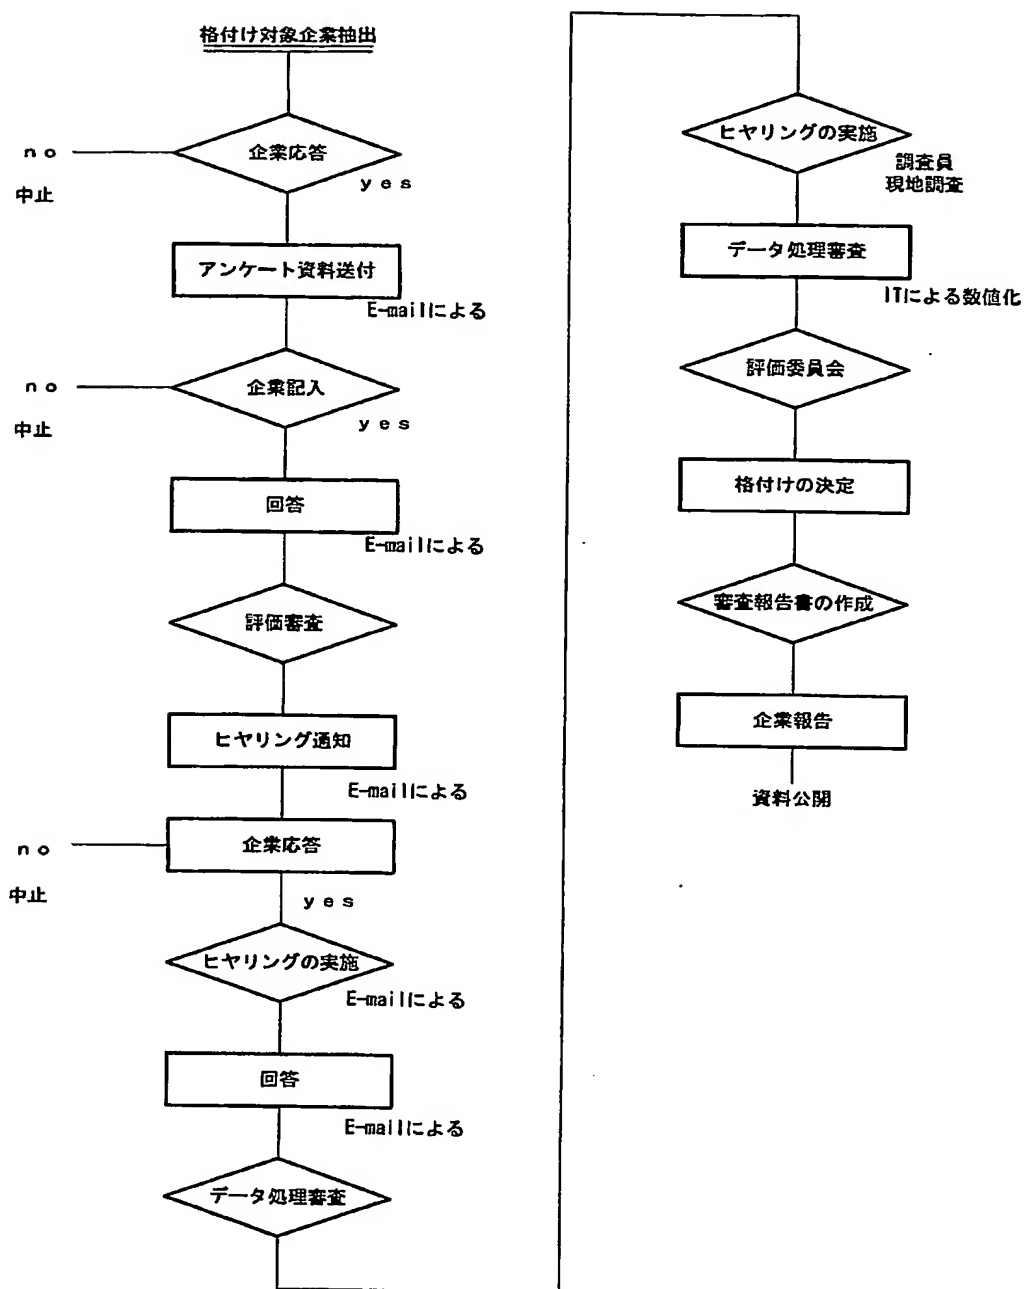 格付け対象企業抽出
企業応答
no
yes
中止
アンケート資料送付
E-mailによる
企業記入
no
yes
中止
回答
E-mailによる
評価審査
ヒヤリング通知
E-mailによる
企業応答
no
中止
yes
ヒヤリングの実施
E-mailによる
回答
E-mailによる
データ処理審査
ヒヤリングの実施
調査員
現地調査
データ処理審査
ITによる数値化
評価委員会
格付けの決定
審査報告書の作成
企業報告
資料公開